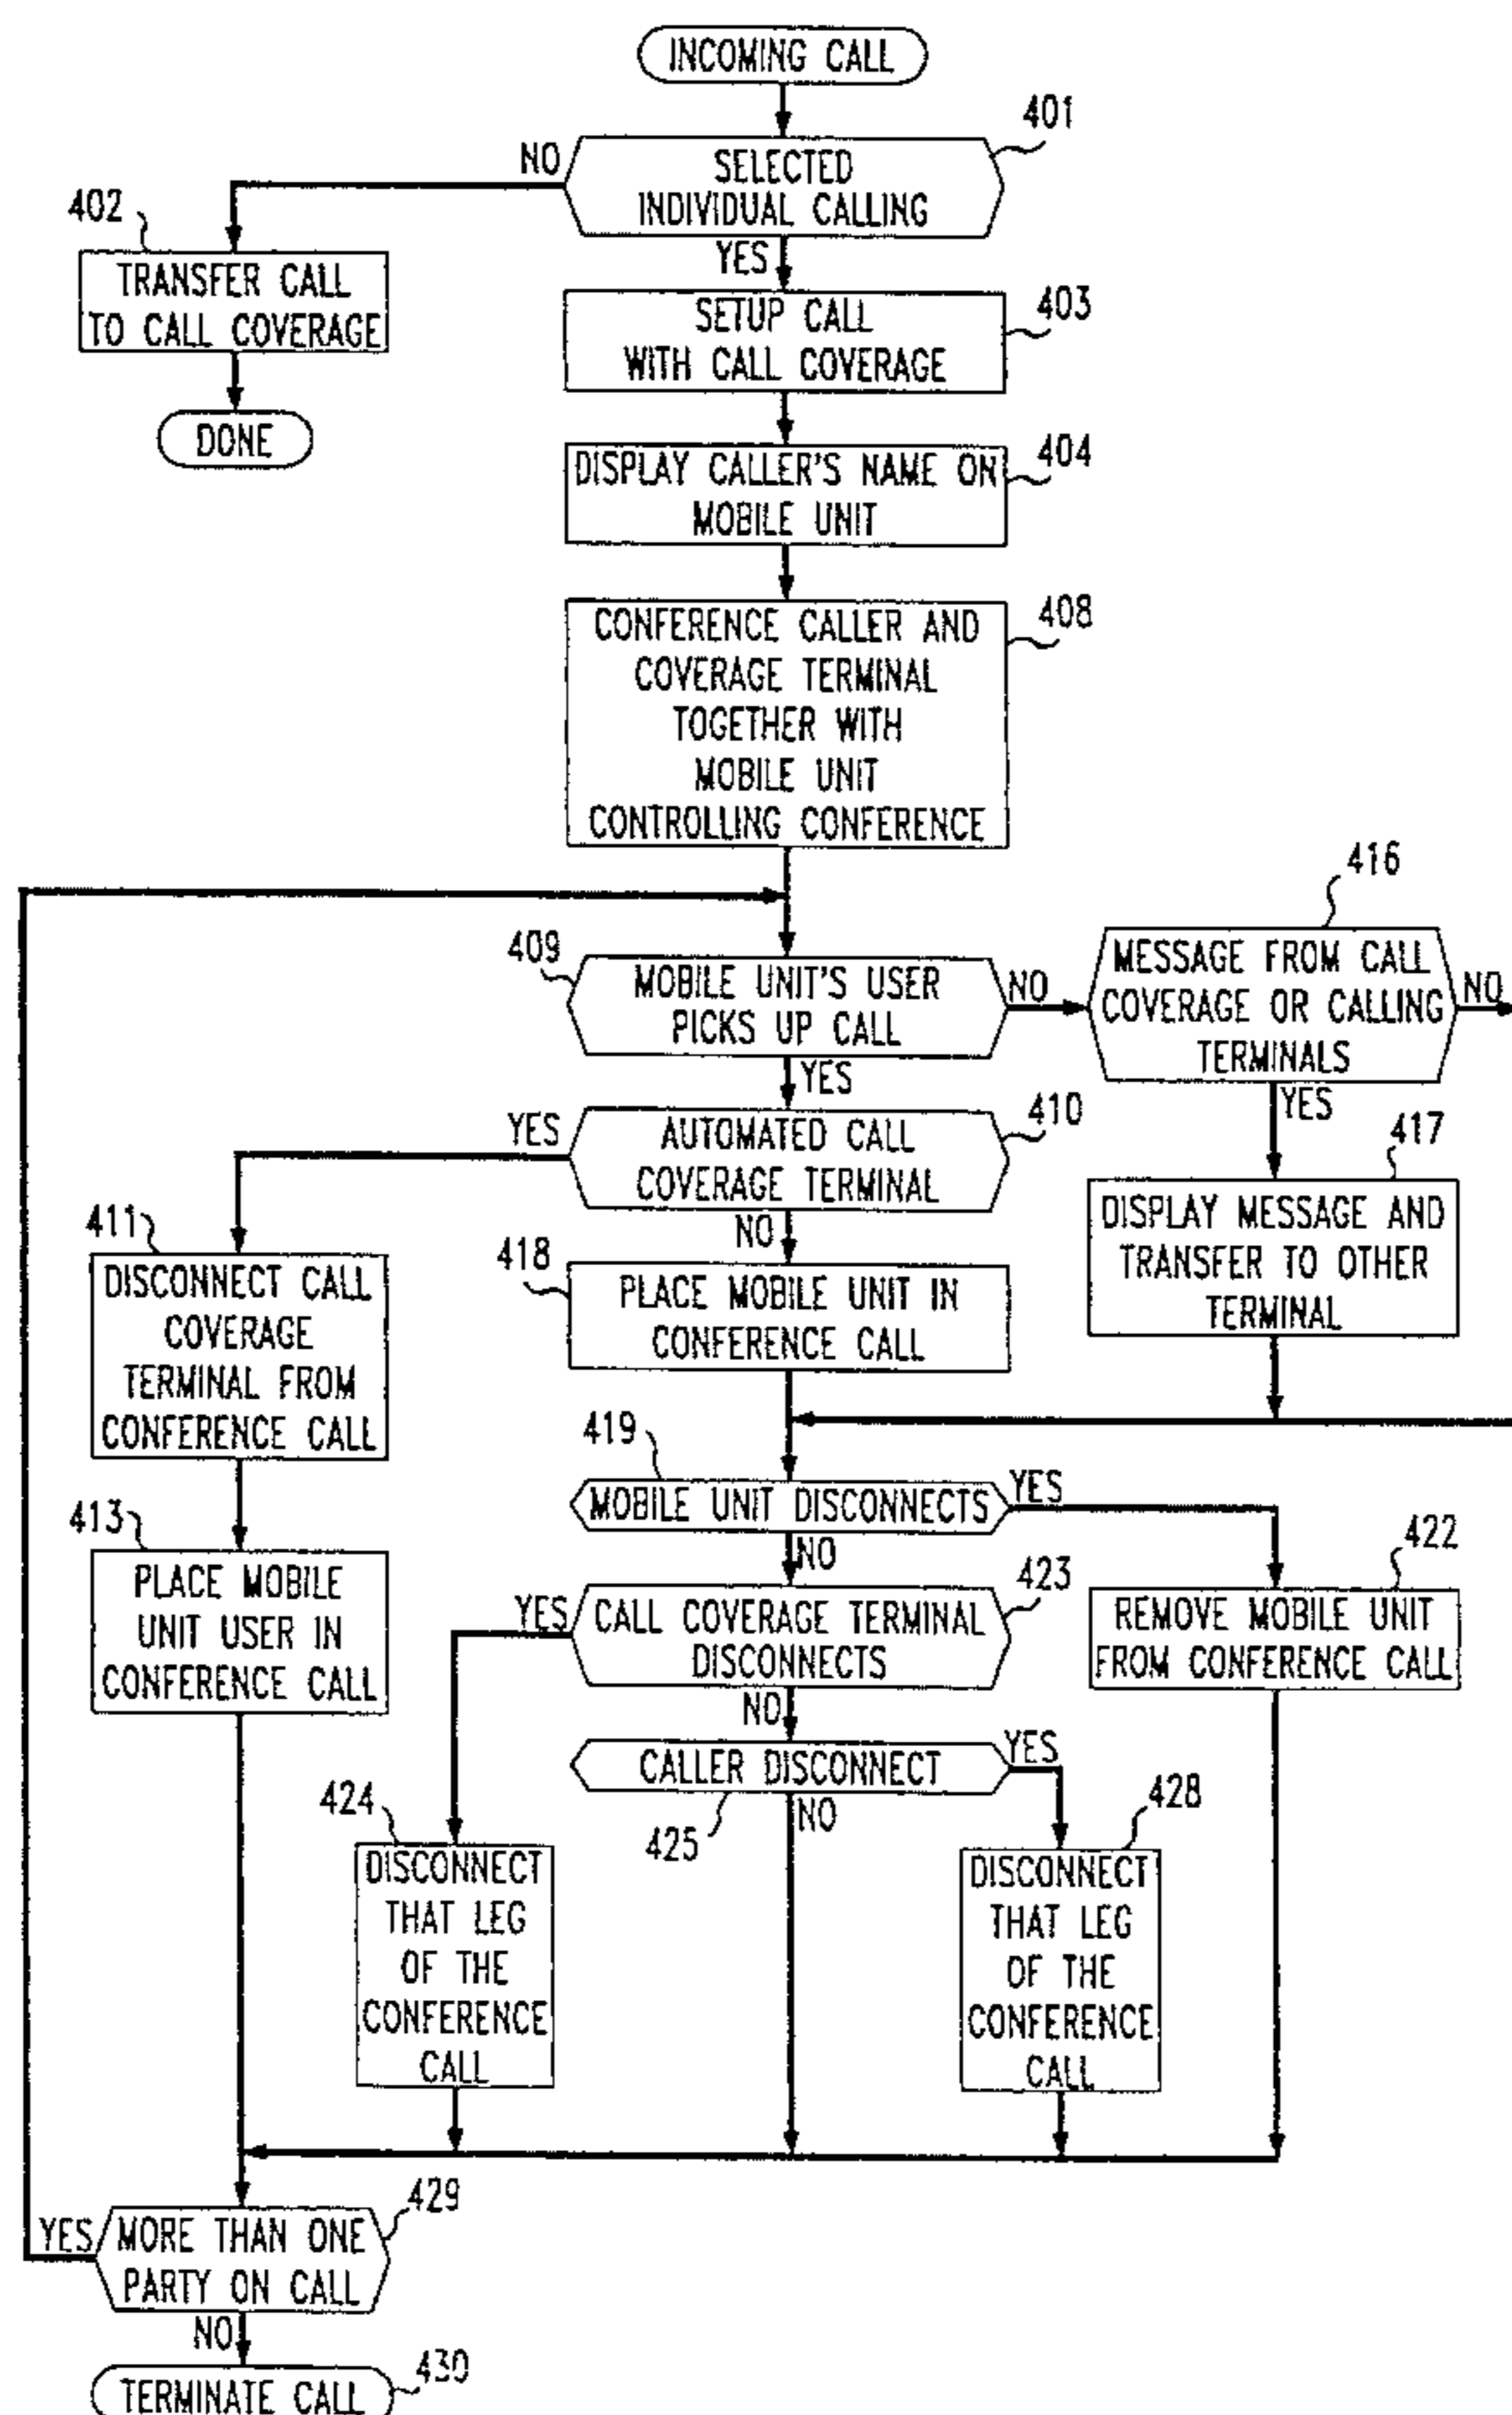 INCOMING CALL
401
NO
SELECTED
INDIVIDUAL CALLING
402
YES
TRANSFER CALL
TO CALL COVERAGE
403
SETUP CALL
WITH CALL COVERAGE
DONE
404
DISPLAY CALLER'S NAME ON
MOBILE UNIT
408
CONFERENCE CALLER AND
COVERAGE TERMINAL
TOGETHER WITH
MOBILE UNIT
CONTROLLING CONFERENCE
416
409
MOBILE UNIT'S USER
PICKS UP CALL
NO
MESSAGE FROM CALL
COVERAGE OR CALLING
TERMINALS
NO
YES
YES
YES
AUTOMATED CALL
COVERAGE TERMINAL
410
417
DISPLAY MESSAGE AND
TRANSFER TO OTHER
TERMINAL
411
NO
418
DISCONNECT CALL
COVERAGE
TERMINAL FROM
CONFERENCE CALL
PLACE MOBILE UNIT IN
CONFERENCE CALL
419
MOBILE UNIT DISCONNECTS
YES
413
NO
422
PLACE MOBILE
UNIT USER IN
CONFERENCE CALL
423
YES
CALL COVERAGE TERMINAL
DISCONNECTS
REMOVE MOBILE UNIT
FROM CONFERENCE CALL
NO
CALLER DISCONNECT
YES
424
425
NO
428
DISCONNECT
THAT LEG
OF THE
CONFERENCE
CALL
DISCONNECT
THAT LEG
OF THE
CONFERENCE
CALL
429
YES
MORE THAN ONE
PARTY ON CALL
NO
430
TERMINATE CALL